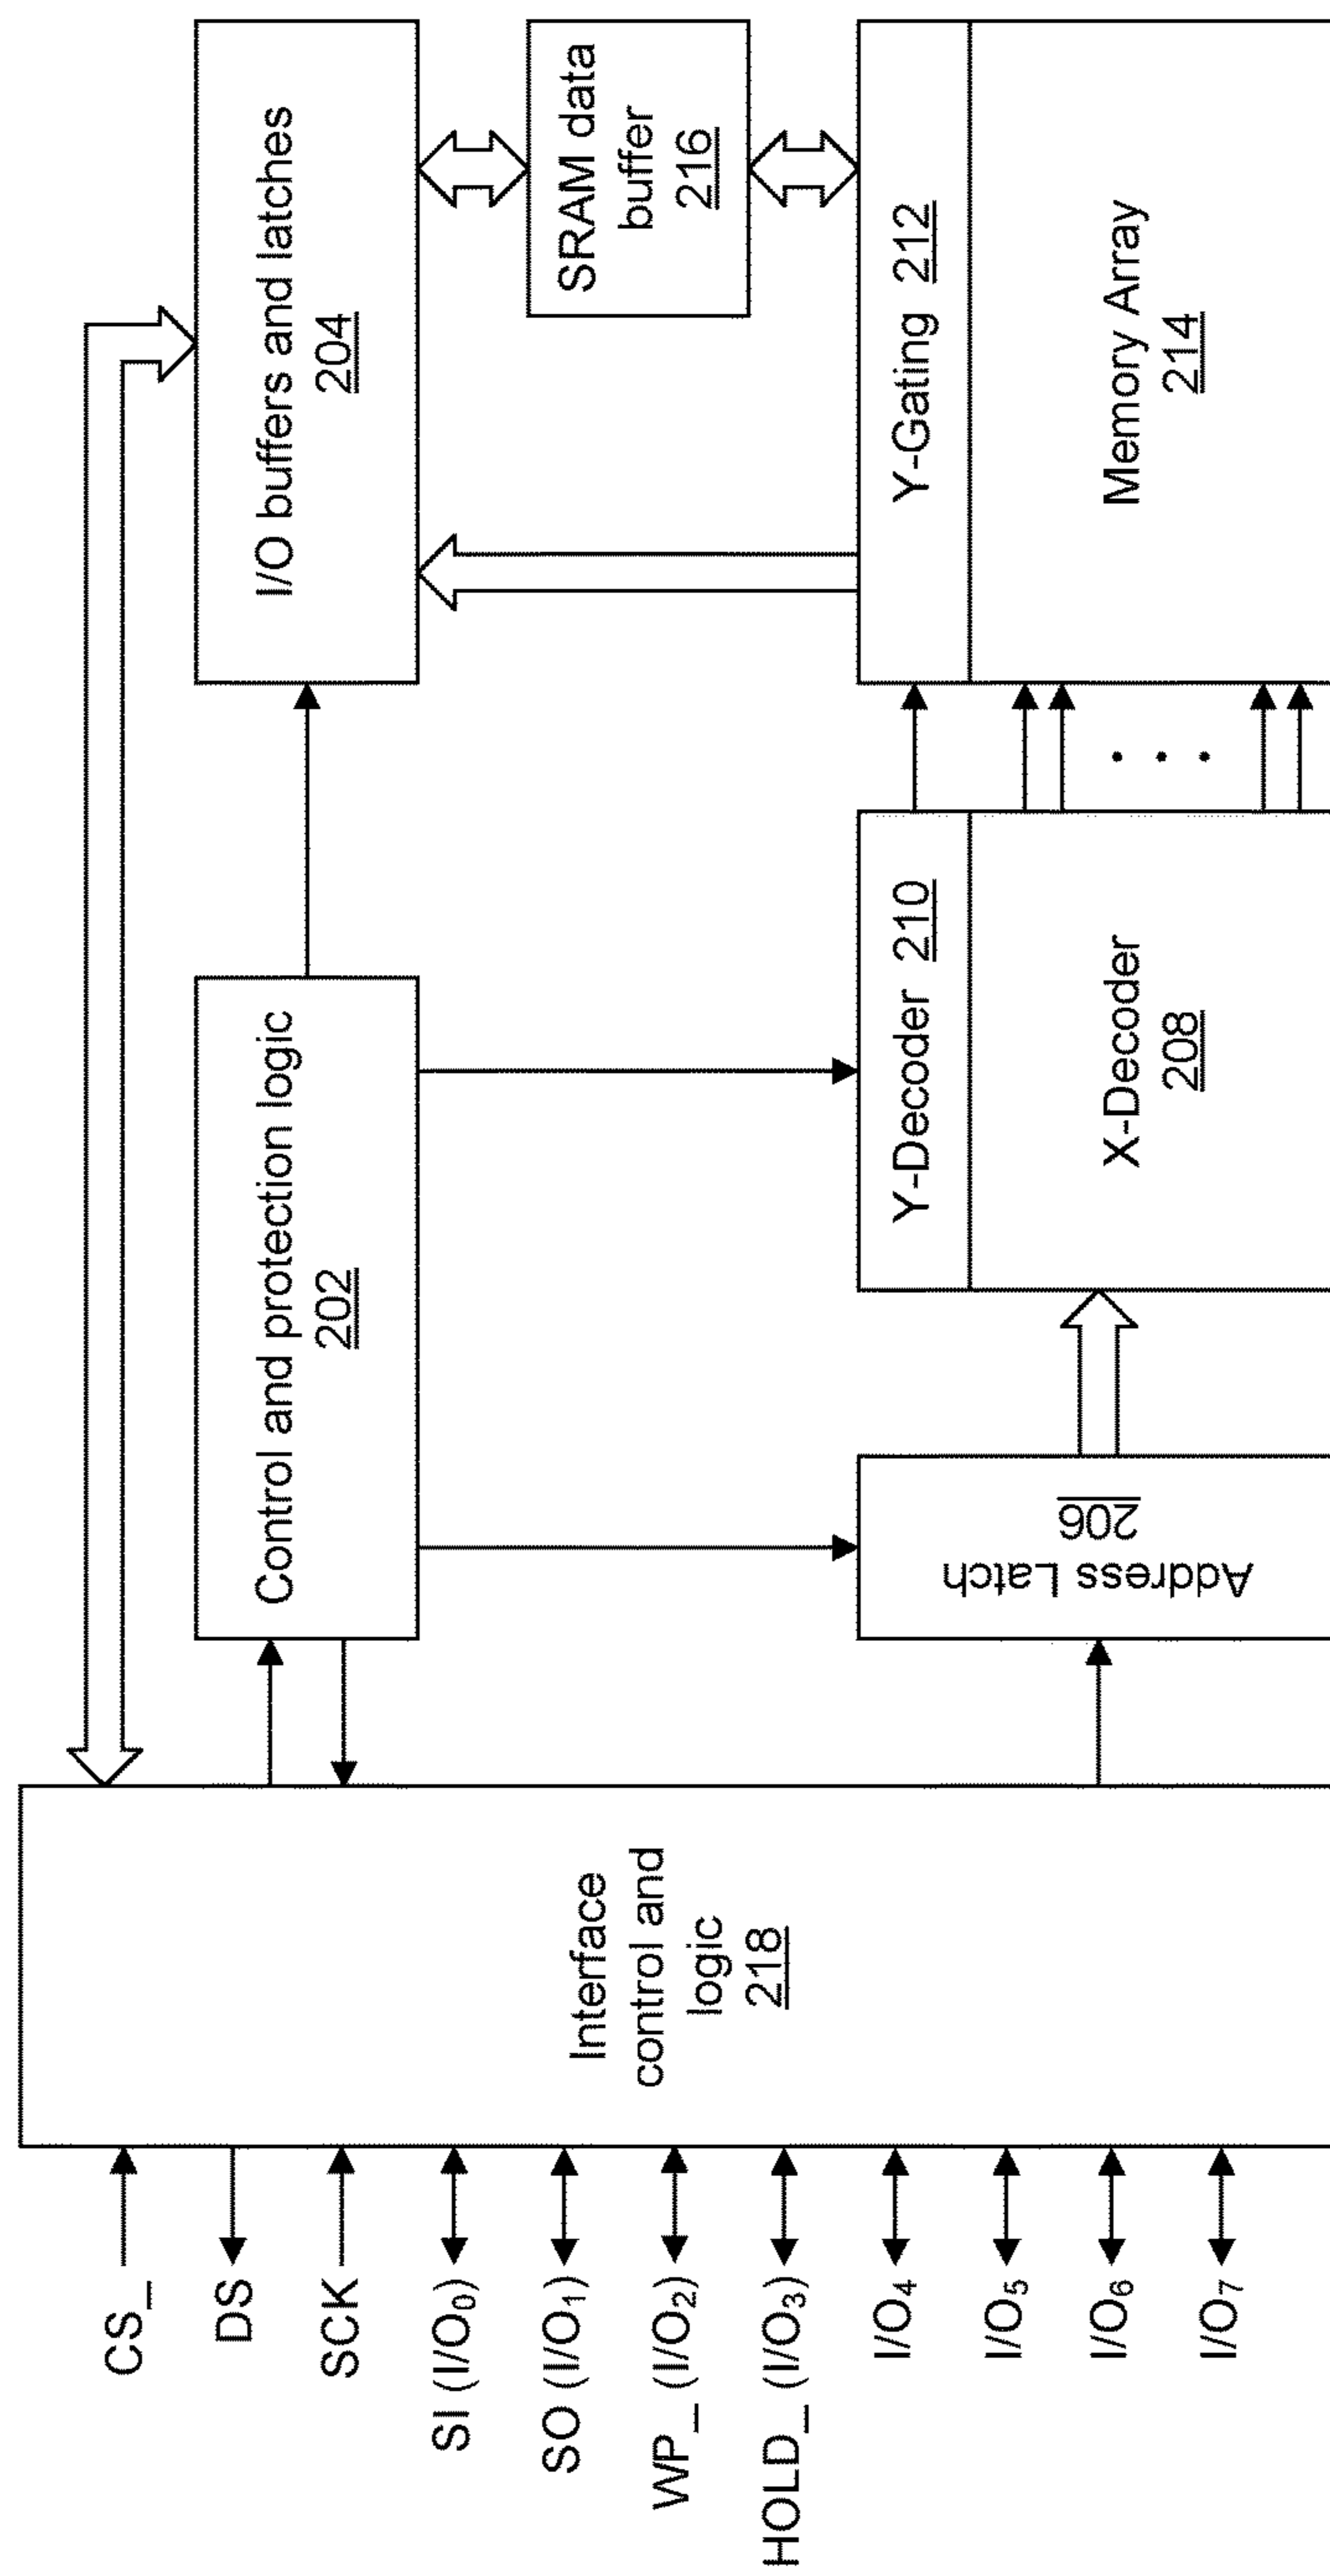 CS_
DS
SCK
SI (I/O₀)
SO (I/O₁)
WP_ (I/O₂)
HOLD_ (I/O₃)
I/O₄
I/O₅
I/O₆
I/O₇
Interface
control and
logic
218
Control and protection logic
202
I/O buffers and latches
204
SRAM data
buffer
216
Address Latch
206
Y-Decoder 210
X-Decoder
208
Y-Gating 212
Memory Array
214